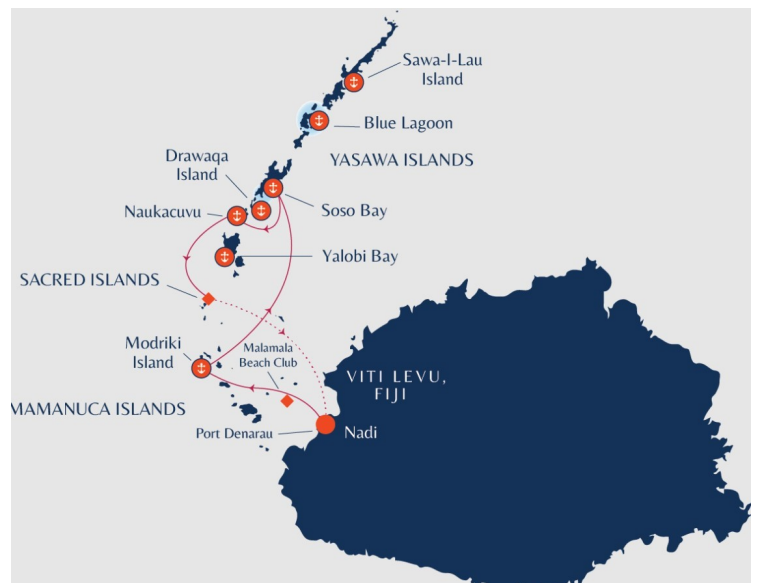 Sawa-I-Lau
Island
Blue Lagoon
Drawaqa
Island
YASAWA ISLANDS
Naukacuvu
Soso Bay
Yalobi Bay
SACRED ISLANDS
Modriki
Island
Malamala
Beach Club
VITI LEVU,
FIJI
MAMANUCA ISLANDS
Port Denarau
Nadi